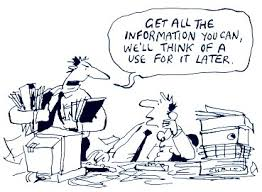 GET ALL THE
INFORMATION YOU CAN,
WE'LL THINK OF A
USE FOR IT LATER.